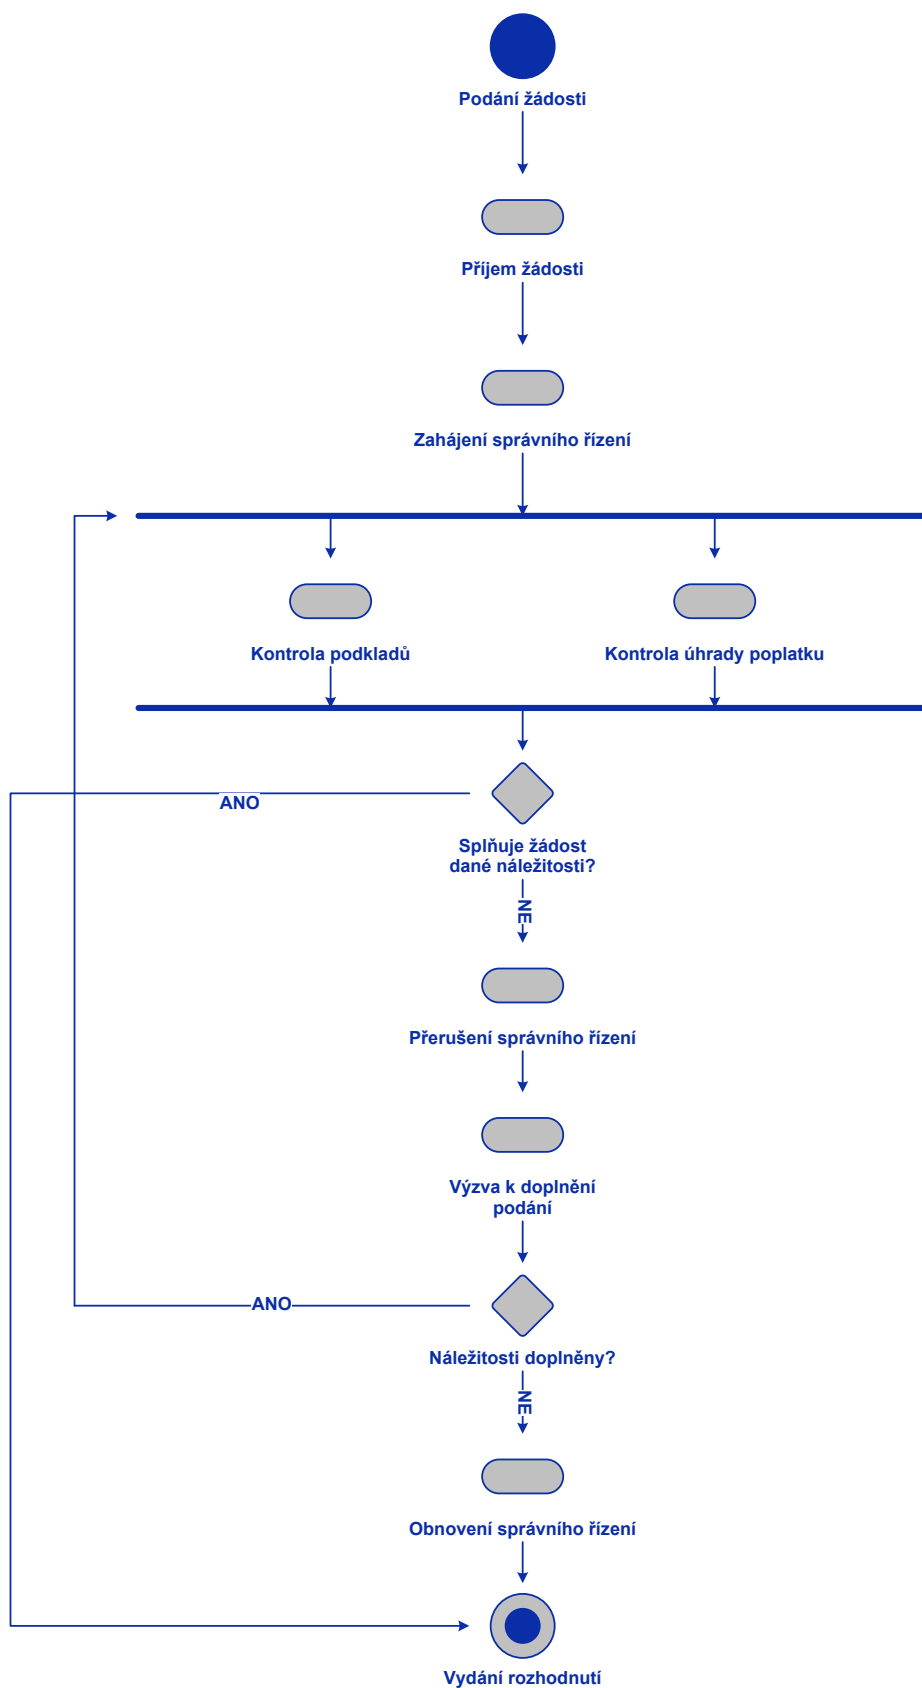 Podání žádosti
Příjem žádosti
Zahájení správního řízení
Kontrola podkladů
Kontrola úhrady poplatku
ANO
Splňuje žádost
dané náležitosti?
NE
Přerušení správního řízení
Výzva k doplnění
podání
ANO
Náležitosti doplněny?
NE
Obnovení správního řízení
Vydání rozhodnutí